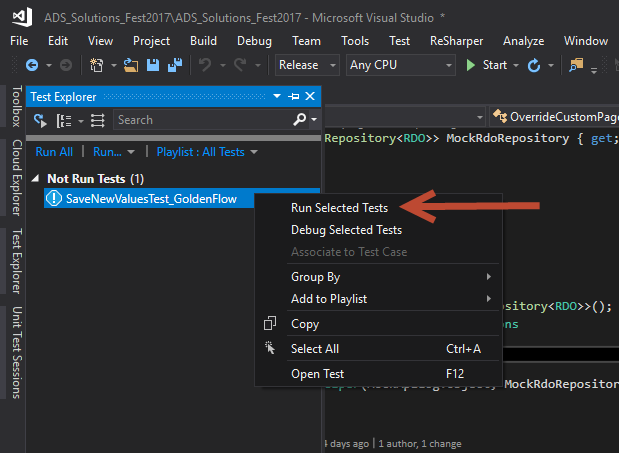 ADS_Solutions_Fest2017\ADS_Solutions_Fest2017 - Microsoft Visual Studio *
File Edit View Project Build Debug Team Tools Test ReSharper Analyze Window
Release Any CPU Start
Toolbox
Cloud Explorer
Test Explorer
Unit Test Sessions
Test Explorer
Search
Run All | Run... Playlist : All Tests
Not Run Tests (1)
SaveNewValuesTest_GoldenFlow
Run Selected Tests
Debug Selected Tests
Associate to Test Case
Group By
Add to Playlist
Copy
Select All Ctrl+A
Open Test F12
OverrideCustomPage
Repository<RDO>> MockRdoRepository { get;
ository<RDO>>();
ons
MockRdoRepositor
days ago | 1 author, 1 change